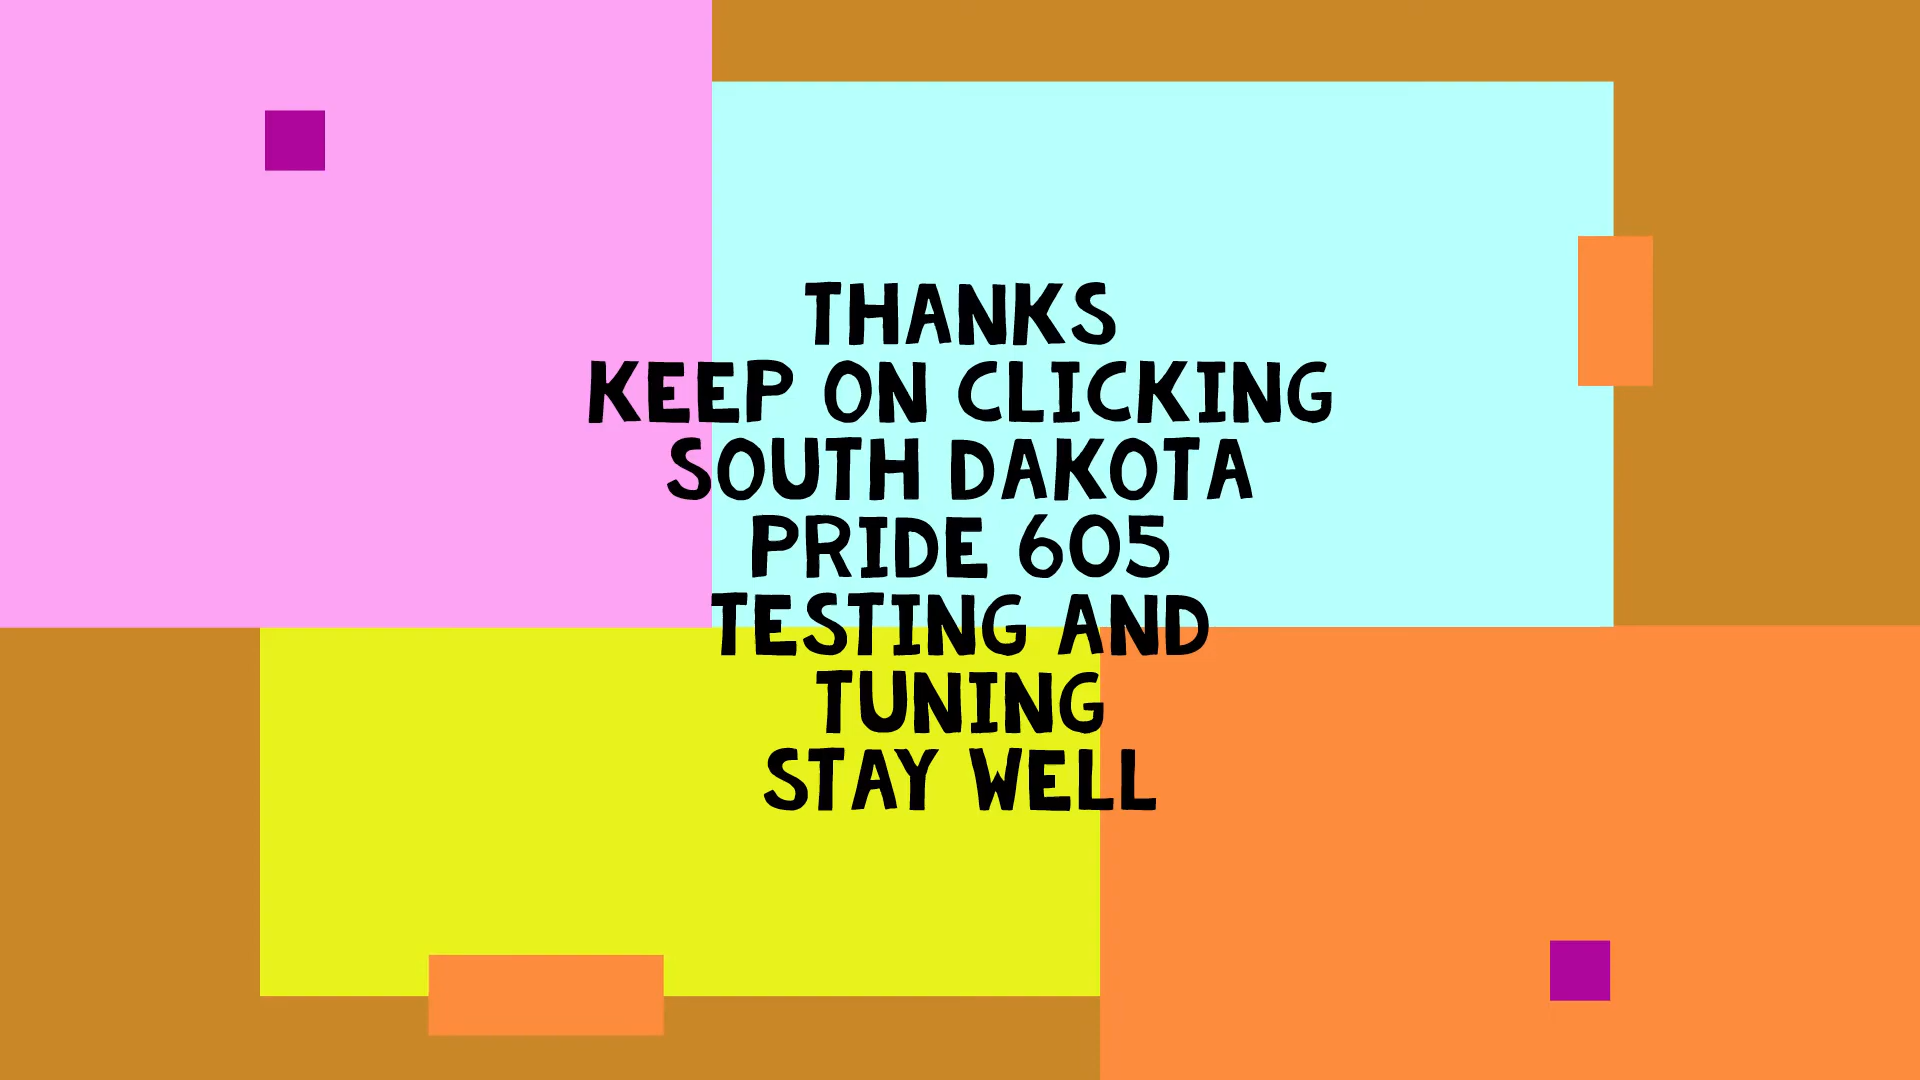 THANKS
KEEP ON CLICKING
SOUTH DAKOTA
PRIDE 605
TESTING AND
TUNING
STAY WELL